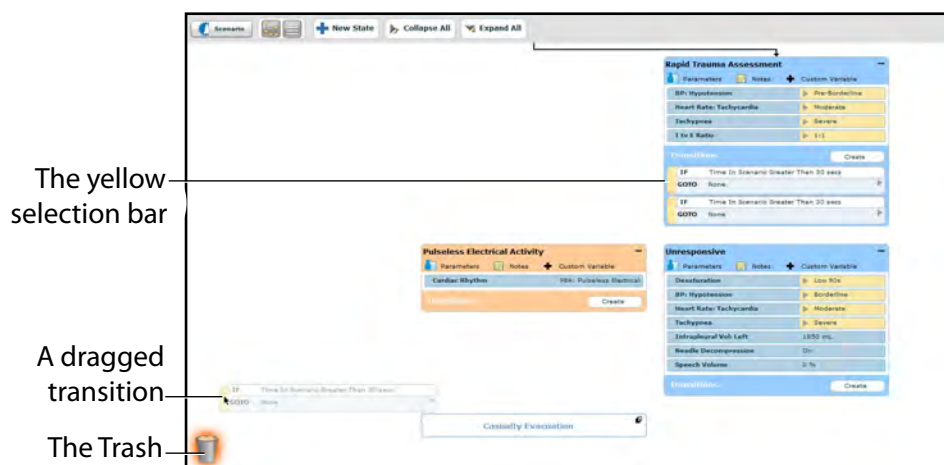 Scenario New State Collapse All Expand All
Rapid Trauma Assessment
Parameters Notes Custom Variable
BP: Hypotension Pre-Borderline
Heart Rate: Tachycardia Moderate
Tachypnea Severe
I to E Ratio 1:1
Transitions Create
IF Time In Scenario Greater Than 30 secs
GOTO None
IF Time In Scenario Greater Than 30 secs
GOTO None
The yellow
selection bar
Pulseless Electrical Activity
Parameters Notes Custom Variable
Cardiac Rhythm PEA: Pulseless Electrical
Transitions Create
Unresponsive
Parameters Notes Custom Variable
Desaturation Low 90s
BP: Hypotension Borderline
Heart Rate: Tachycardia Moderate
Tachypnea Severe
Intrapleural Vol: Left 1850 mL
Needle Decompression On
Speech Volume 0 %
Transitions Create
A dragged
transition
IF Time In Scenario Greater Than 30 secs
GOTO None
Casualty Evacuation
The Trash